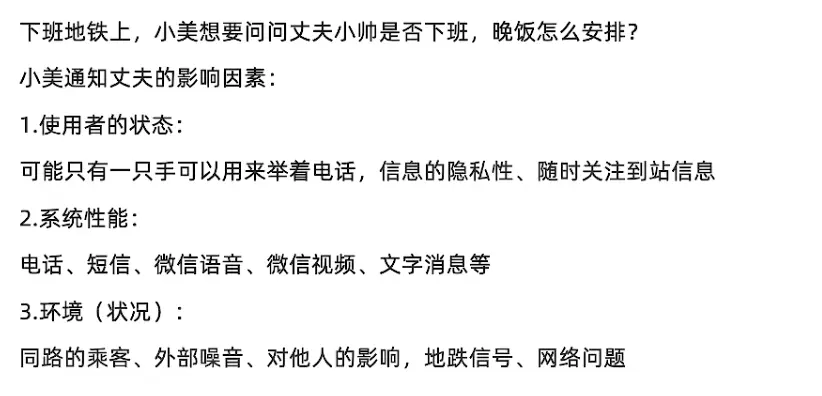 下班地铁上，小美想要问问丈夫小帅是否下班，晚饭怎么安排？
小美通知丈夫的影响因素：
1.使用者的状态：
可能只有一只手可以用来举着电话，信息的隐私性、随时关注到站信息
2.系统性能：
电话、短信、微信语音、微信视频、文字消息等
3.环境（状况）：
同路的乘客、外部噪音、对他人的影响，地跌信号、网络问题